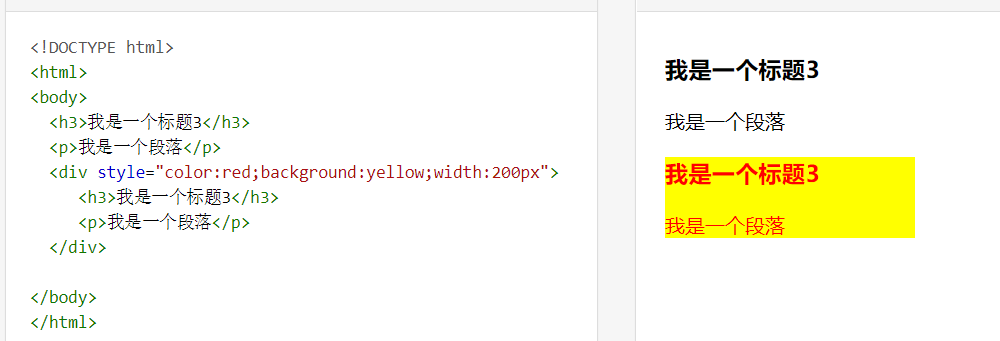 <!DOCTYPE html>
<html>
<body>
<h3>我是一个标题3</h3>
<p>我是一个段落</p>
<div style="color:red;background:yellow;width:200px">
<h3>我是一个标题3</h3>
<p>我是一个段落</p>
</div>
</body>
</html>
我是一个标题3
我是一个段落
我是一个标题3
我是一个段落